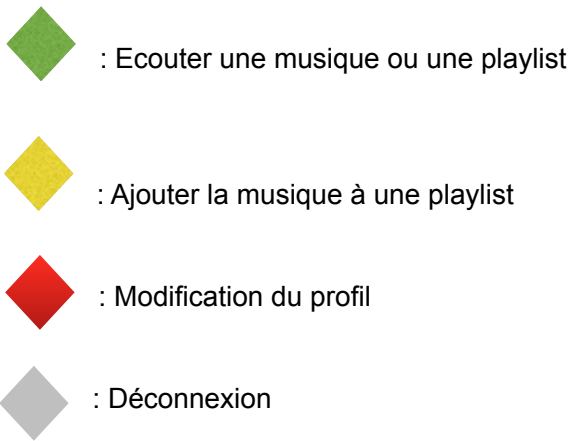 : Ecouter une musique ou une playlist
: Ajouter la musique à une playlist
: Modification du profil
: Déconnexion